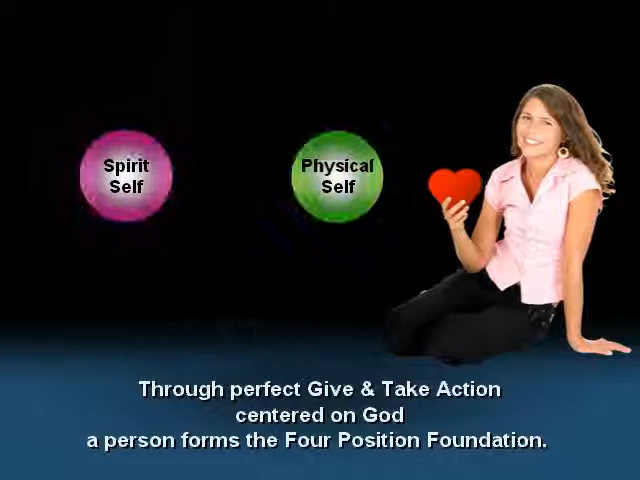 Spirit
Self
Physical
Self
Through perfect Give & Take Action
centered on God
a person forms the Four Position Foundation.